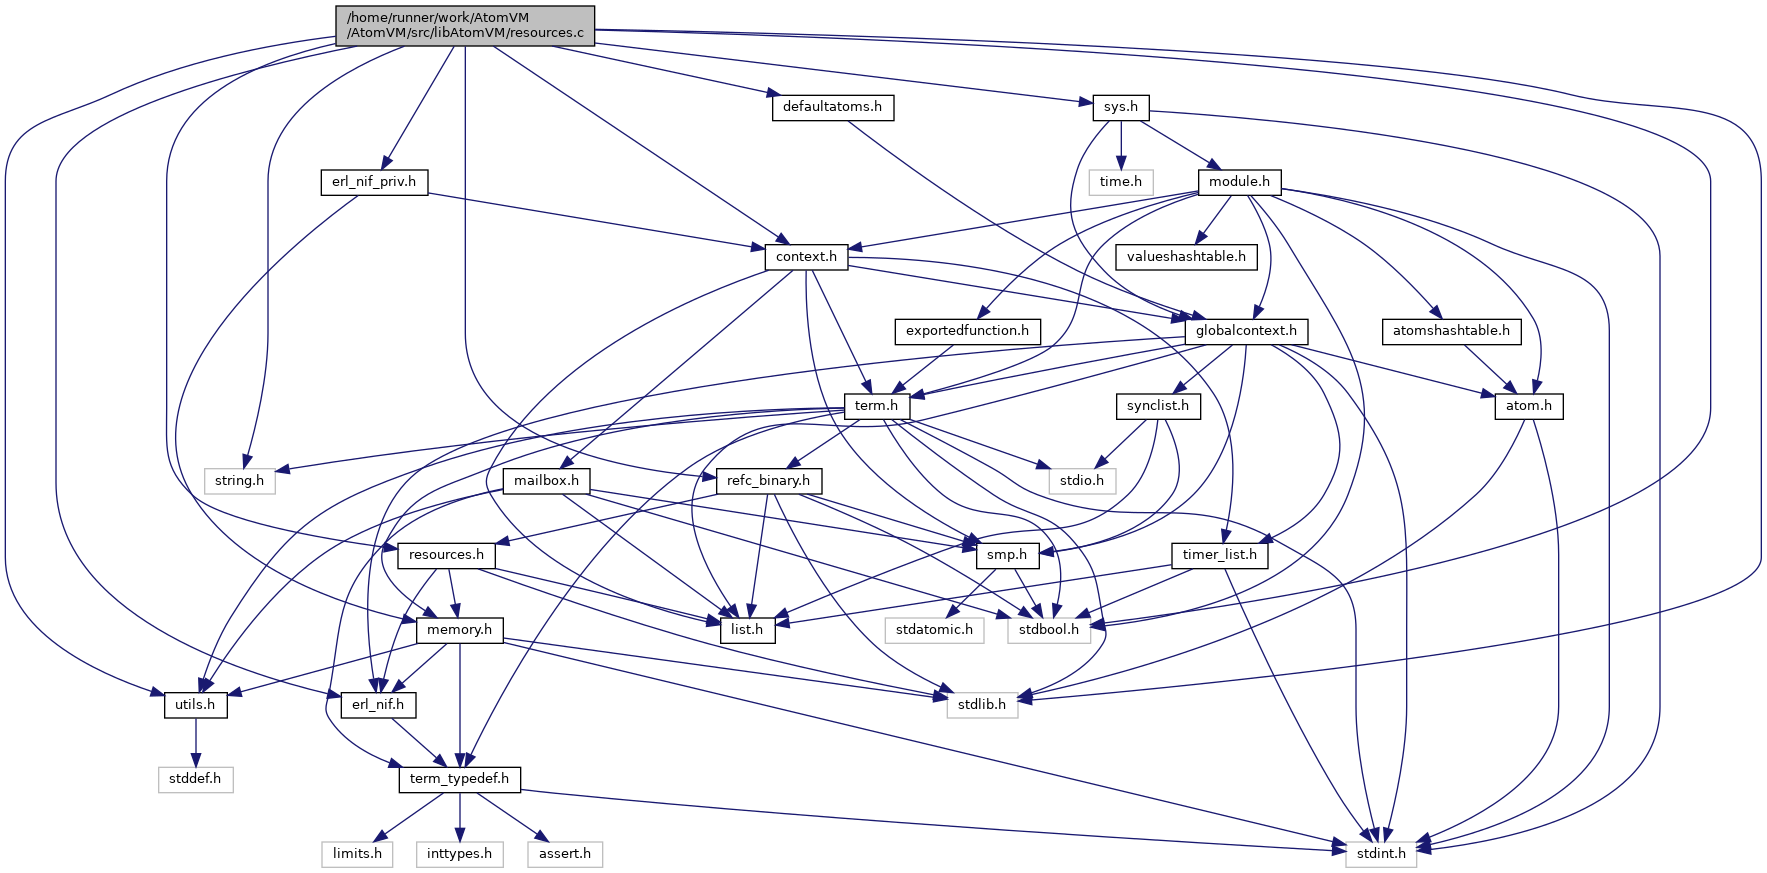 /home/runner/work/AtomVM
/AtomVM/src/libAtomVM/resources.c
defaultatoms.h
sys.h
erl_nif_priv.h
time.h
module.h
context.h
valueshashtable.h
exportedfunction.h
globalcontext.h
atomshashtable.h
term.h
synclist.h
atom.h
string.h
mailbox.h
refc_binary.h
stdio.h
resources.h
smp.h
timer_list.h
memory.h
list.h
stdatomic.h
stdbool.h
utils.h
erl_nif.h
stdlib.h
stddef.h
term_typedef.h
limits.h
inttypes.h
assert.h
stdint.h